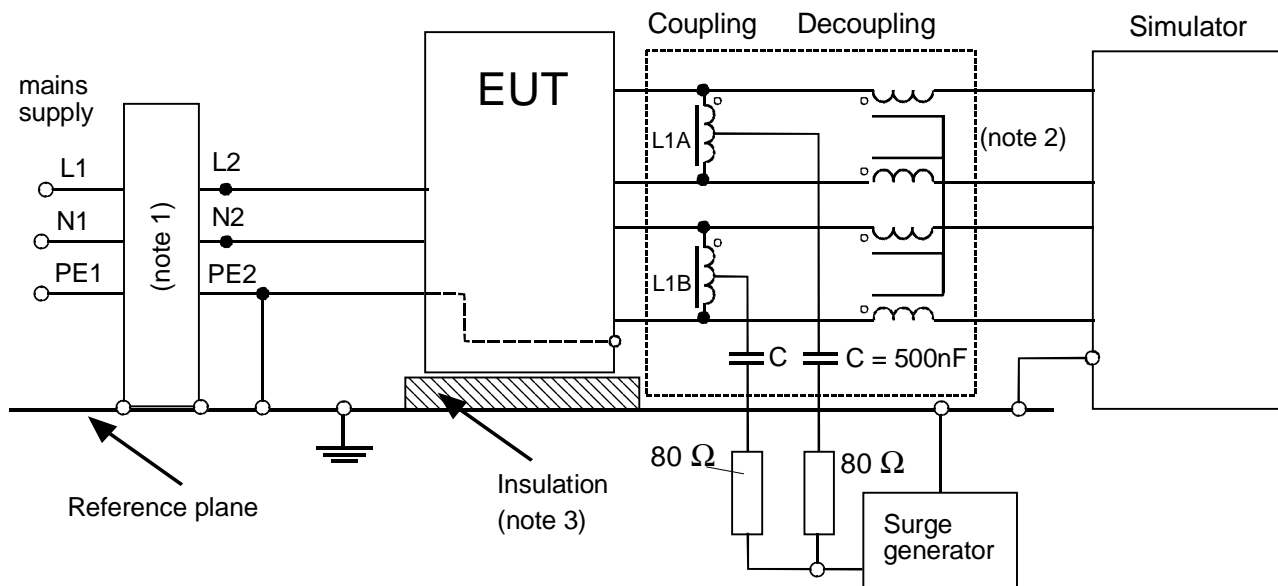 Coupling
Decoupling
Simulator
mains
supply
EUT
L1
L2
(note 1)
N1
N2
PE1
PE2
L1A
L1B
(note 2)
C
C = 500nF
Reference plane
Insulation
(note 3)
80 Ω
80 Ω
Surge
generator